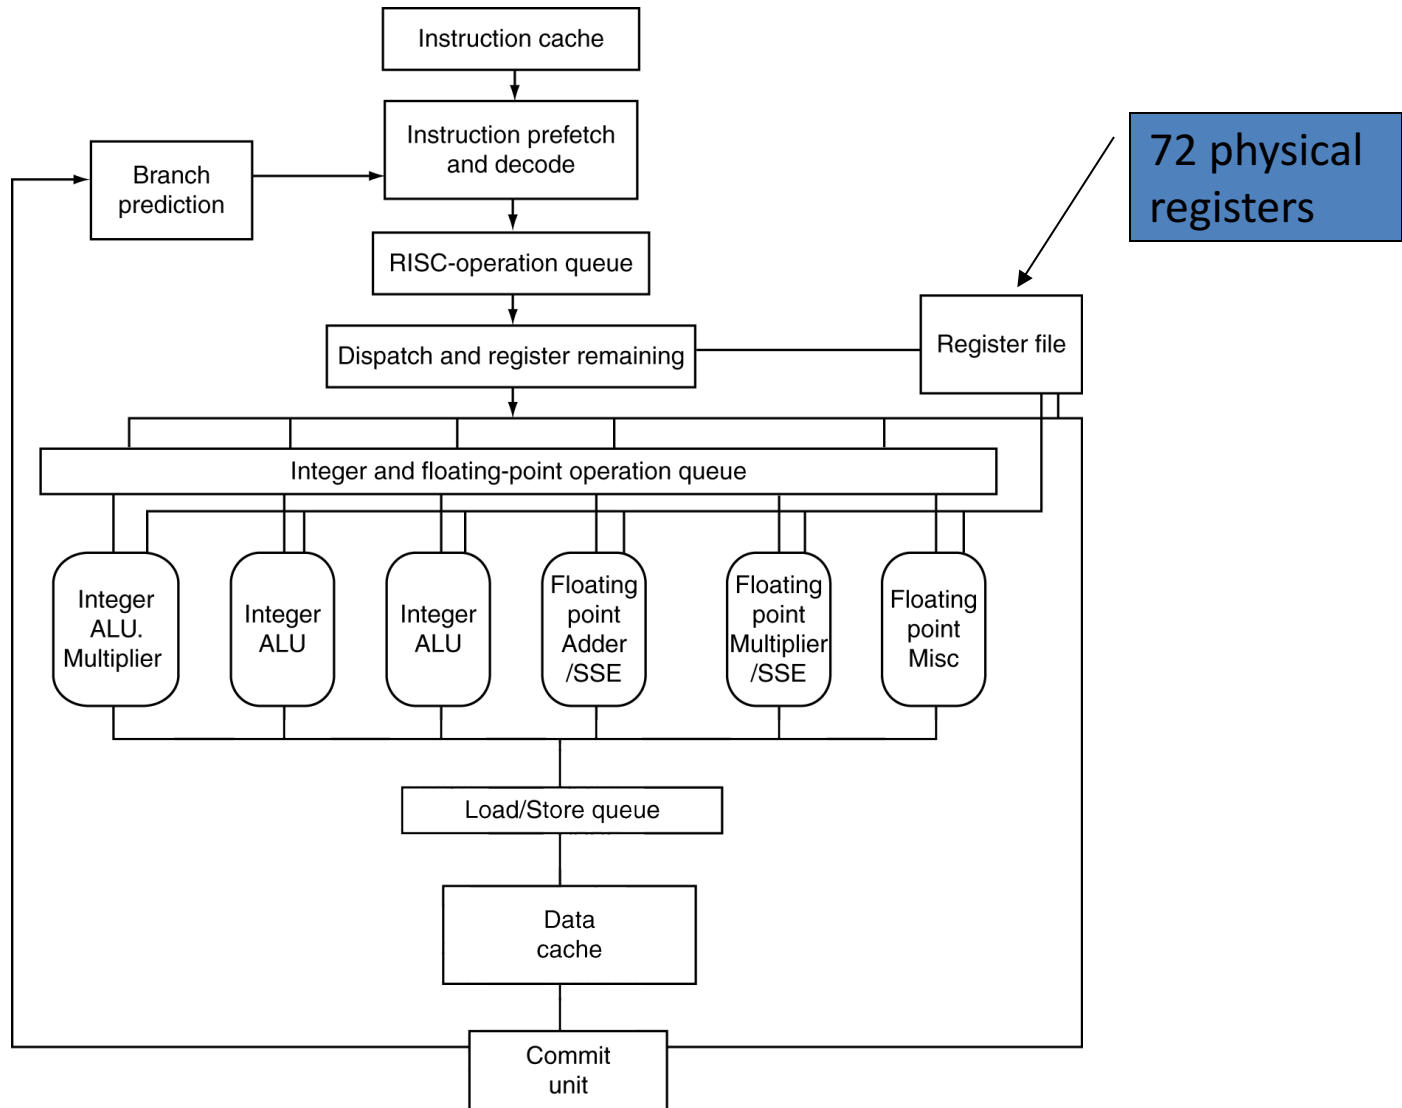 Instruction cache
Instruction prefetch
and decode
Branch
prediction
72 physical
registers
RISC-operation queue
Dispatch and register remaining
Register file
Integer and floating-point operation queue
Integer
ALU.
Multiplier
Integer
ALU
Integer
ALU
Floating
point
Adder
/SSE
Floating
point
Multiplier
/SSE
Floating
point
Misc
Load/Store queue
Data
cache
Commit
unit